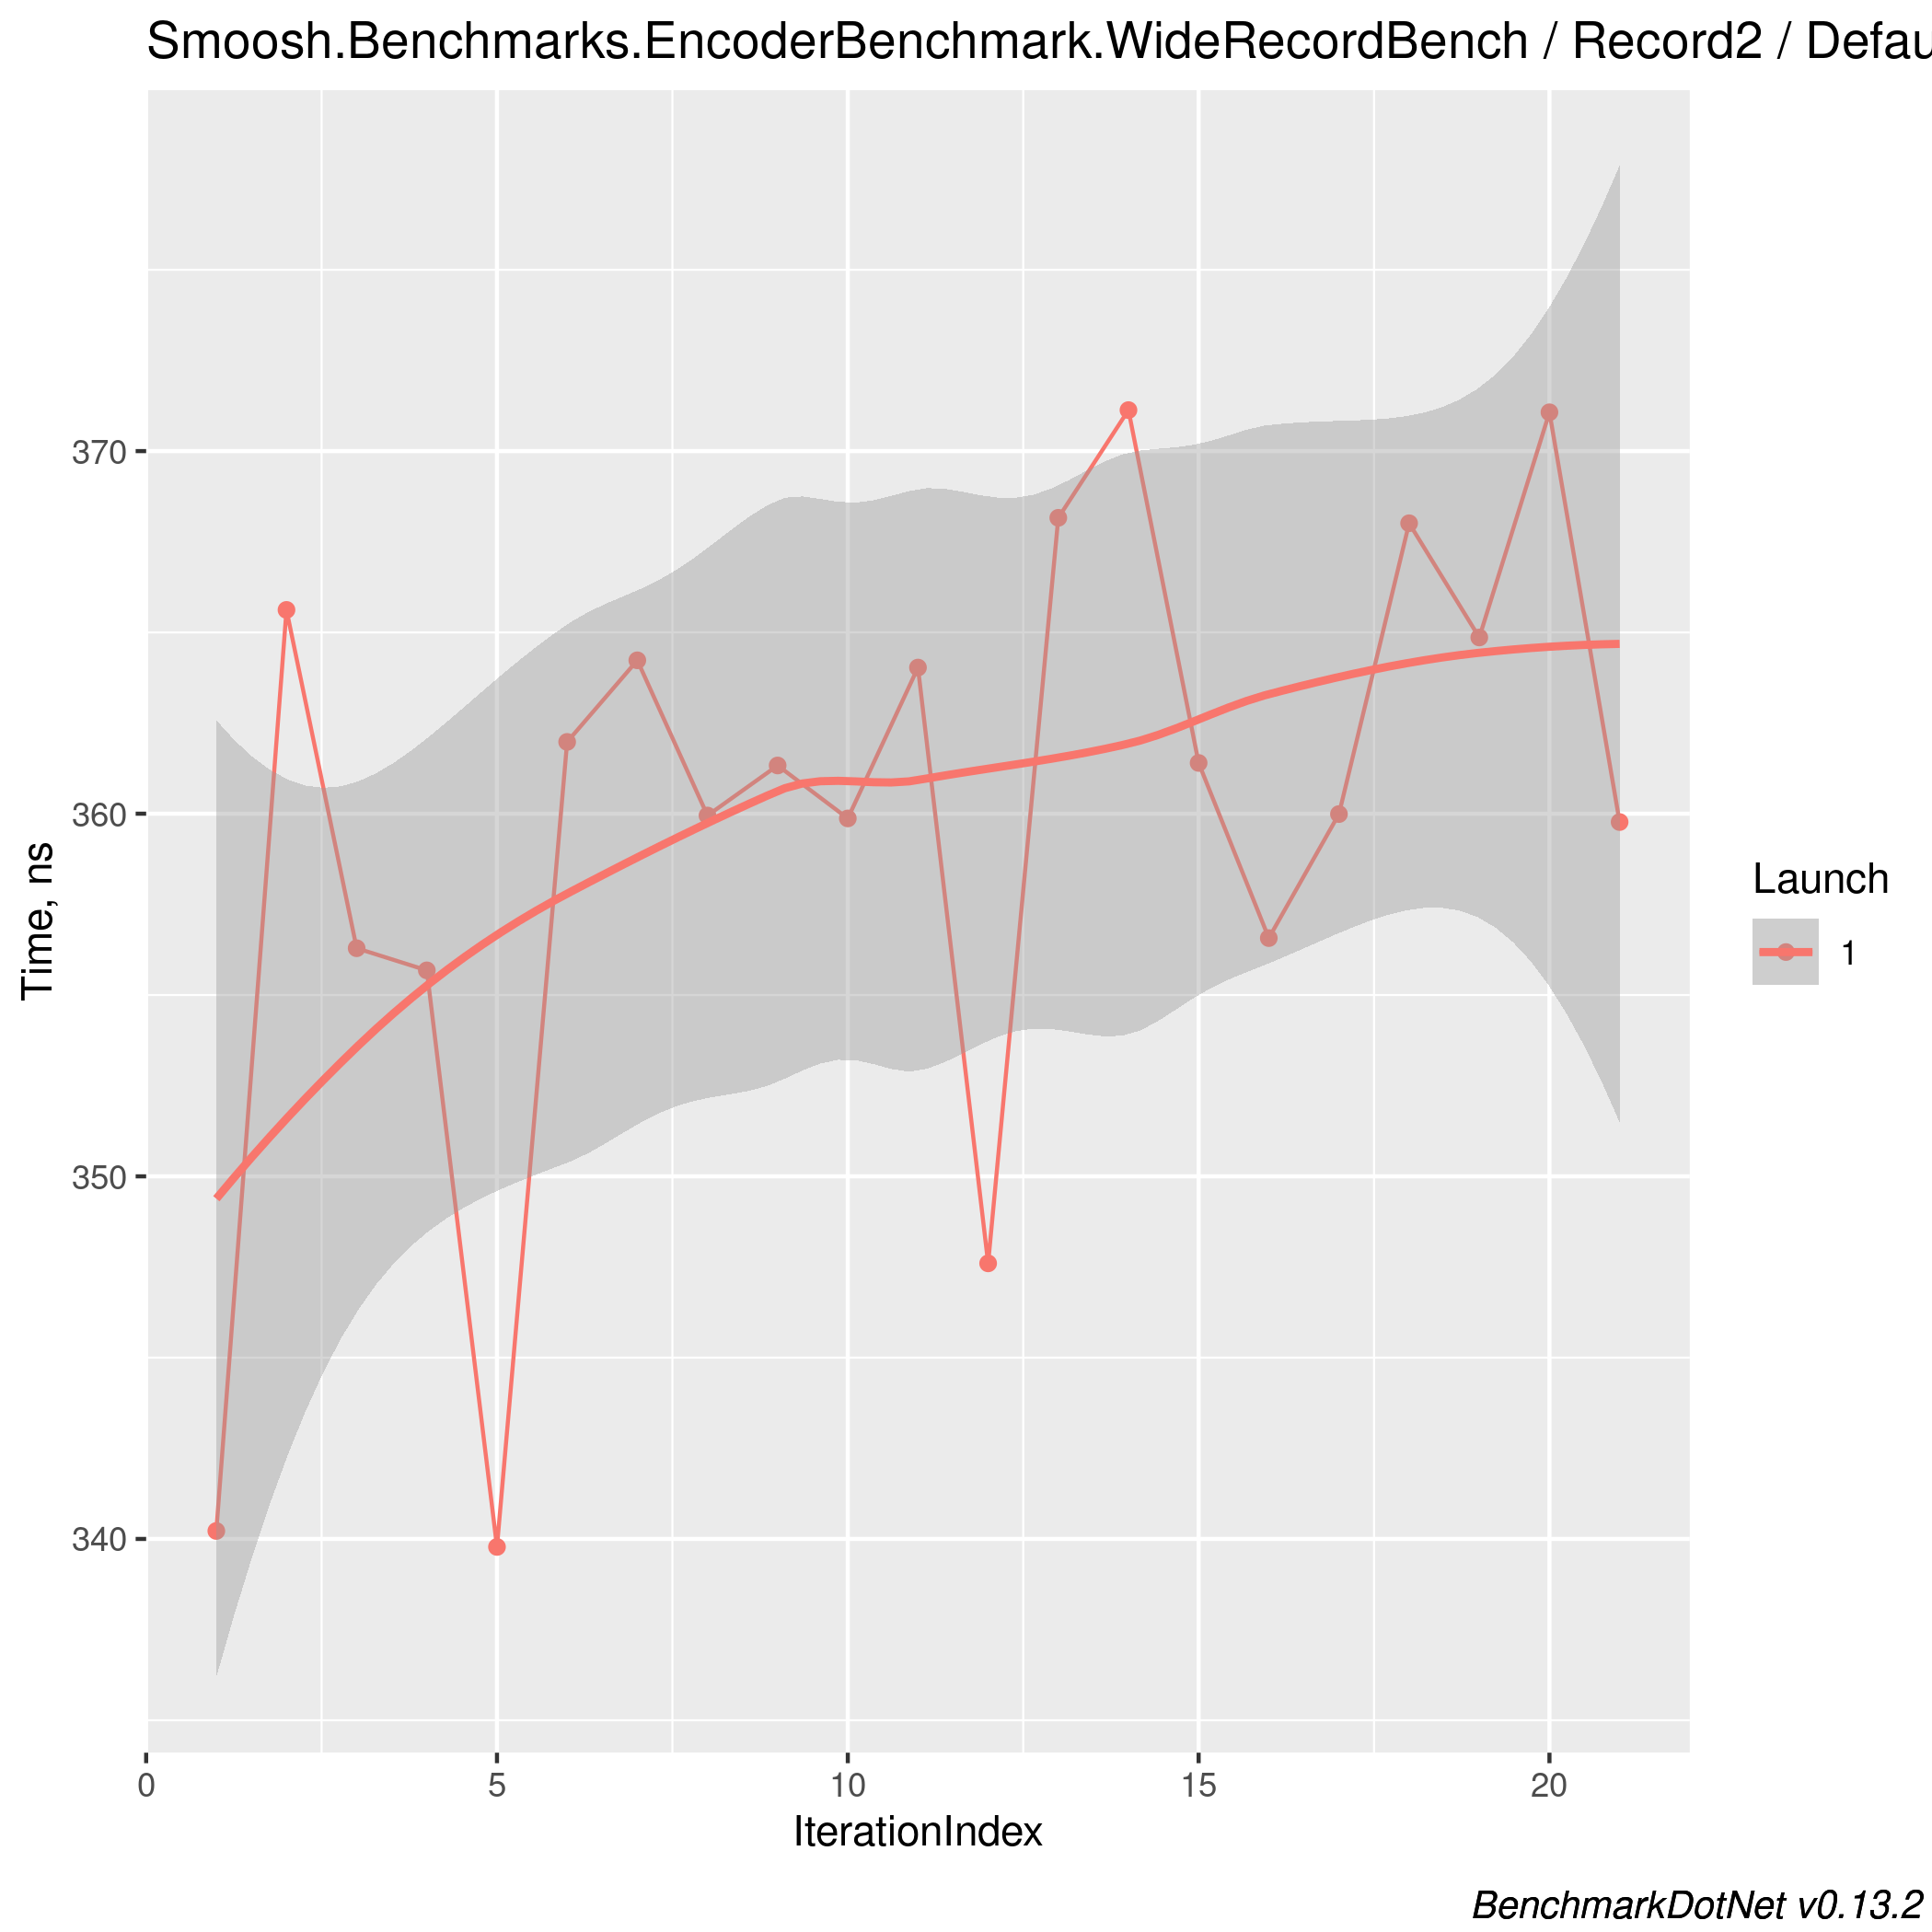 Smoosh.Benchmarks.EncoderBenchmark.WideRecordBench / Record2 / Defau
370
360
350
340
Time, ns
0 5 10 15 20
IterationIndex
Launch
1
BenchmarkDotNet v0.13.2